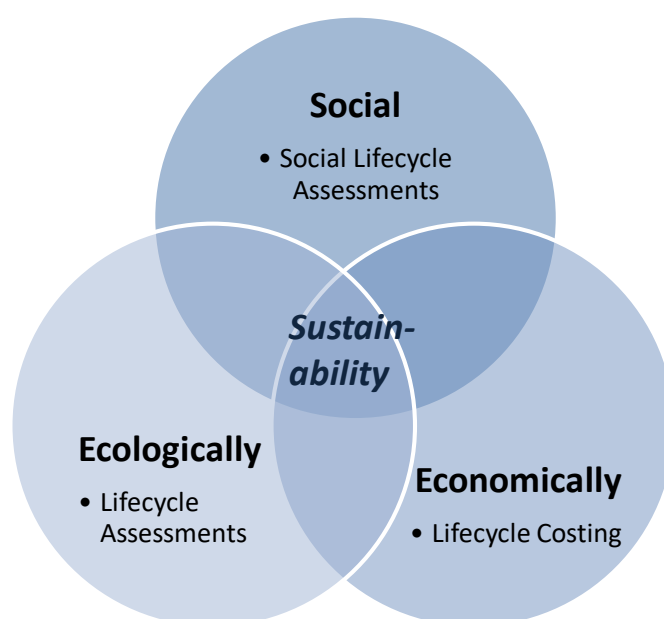 Social
• Social Lifecycle
Assessments
Sustain-
ability
Ecologically
• Lifecycle
Assessments
Economically
• Lifecycle Costing